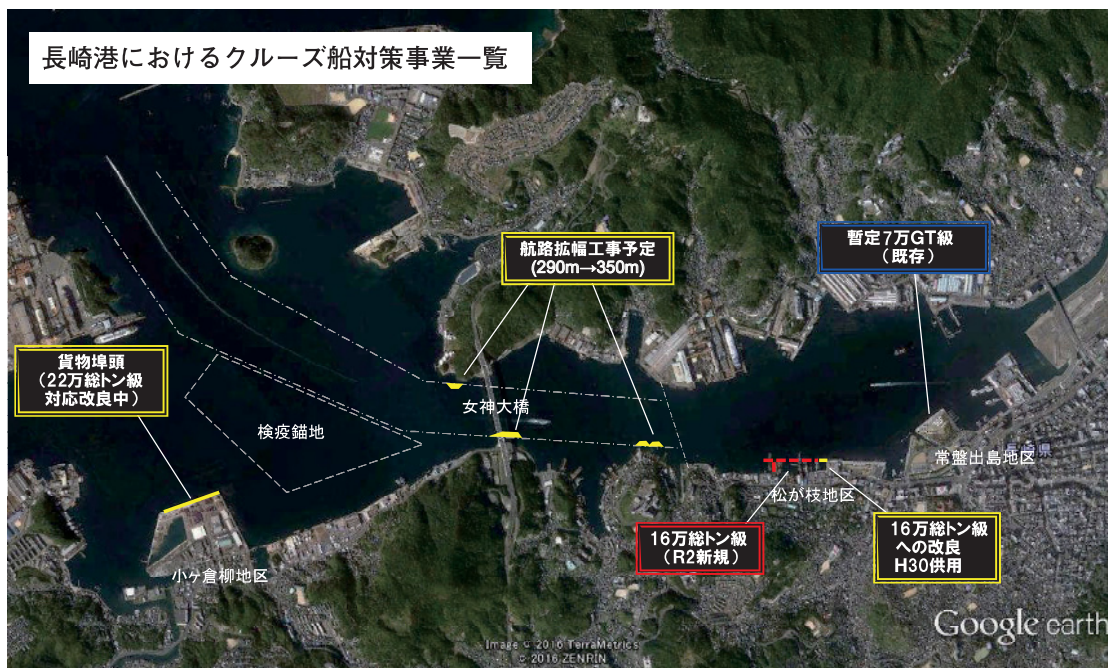 長崎港におけるクルーズ船対策事業一覧
航路拡幅工事予定
(290m→350m)
暫定7万GT級
(既存)
貨物埠頭
(22万総トン級
対応改良中)
女神大橋
検疫錨地
長崎県
常盤出島地区
松が枝地区
16万総トン級
(R2新規)
16万総トン級
への改良
H30供用
小ヶ倉柳地区
Google earth
Image © 2016 TerraMetrics
© 2016 ZENRIN